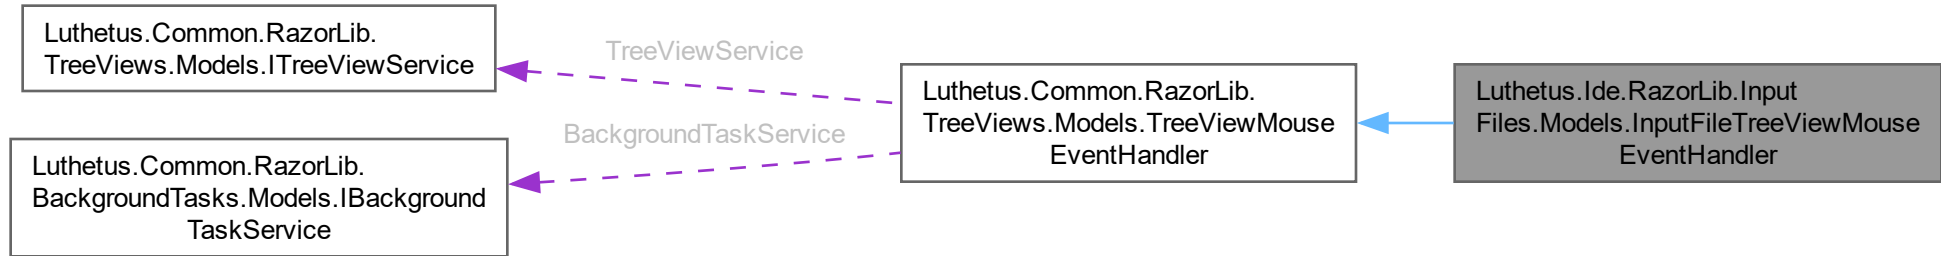 Luthetus.Common.RazorLib.
TreeViews.Models.ITreeViewService
TreeViewService
Luthetus.Common.RazorLib.
BackgroundTasks.Models.IBackground
TaskService
BackgroundTaskService
Luthetus.Common.RazorLib.
TreeViews.Models.TreeViewMouse
EventHandler
Luthetus.Ide.RazorLib.Input
Files.Models.InputFileTreeViewMouse
EventHandler